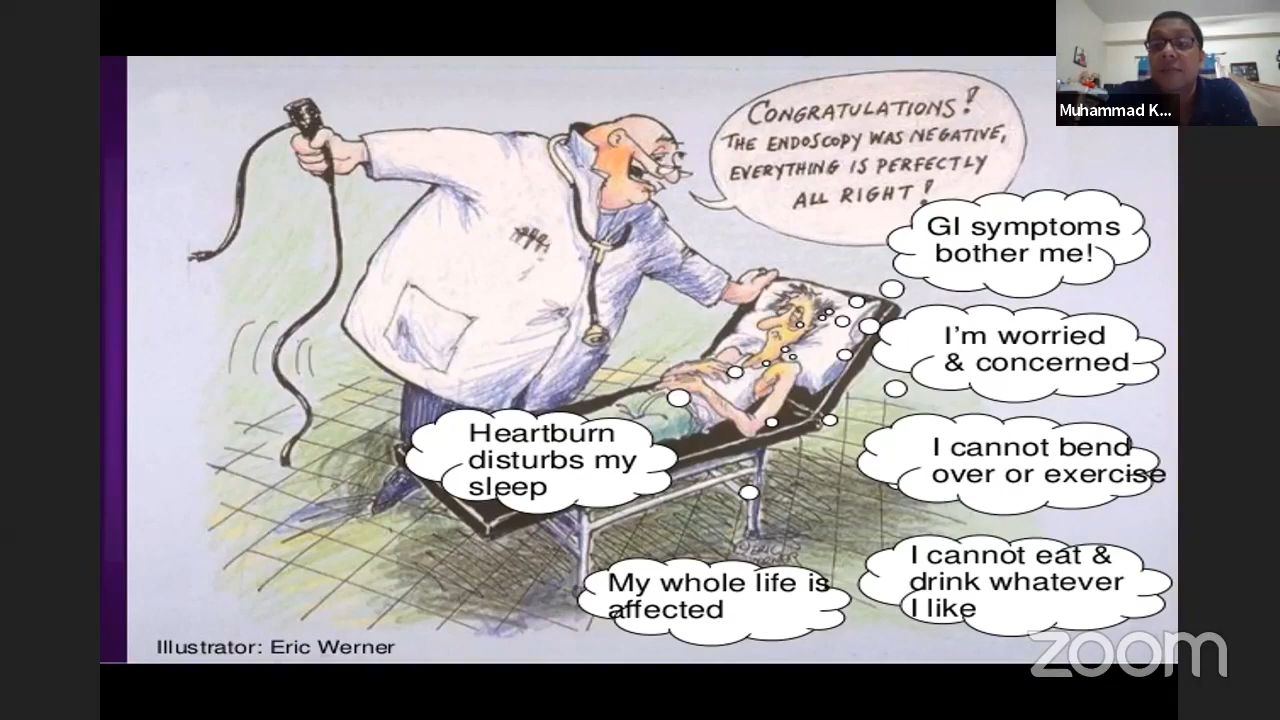 Muhammad K...
CONGRATULATIONS!
THE ENDOSCOPY WAS NEGATIVE,
EVERYTHING IS PERFECTLY
ALL RIGHT!
GI symptoms
bother me!
I'm worried
& concerned
I cannot bend
over or exercise
I cannot eat &
drink whatever
I like
Heartburn
disturbs my
sleep
My whole life is
affected
Illustrator: Eric Werner
zoom